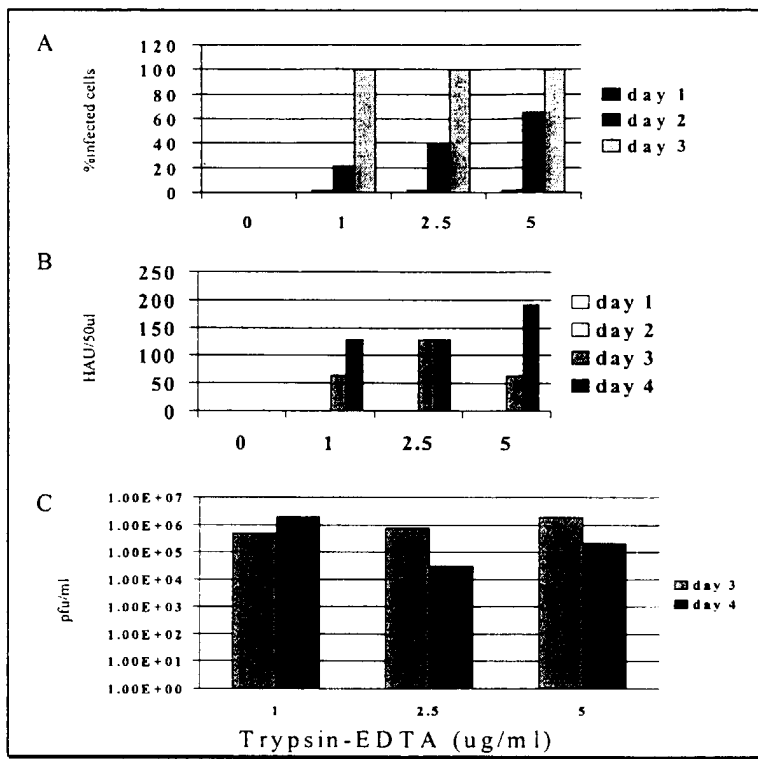 A
%infected cells
120
100
80
60
40
20
0
0 1 2.5 5
day 1
day 2
day 3
B
HAU/50ul
250
200
150
100
50
0
0 1 2.5 5
day 1
day 2
day 3
day 4
C
pfu/ml
1.00E+07
1.00E+06
1.00E+05
1.00E+04
1.00E+03
1.00E+02
1.00E+01
1.00E+00
1 2.5 5
day 3
day 4
Trypsin-EDTA (ug/ml)